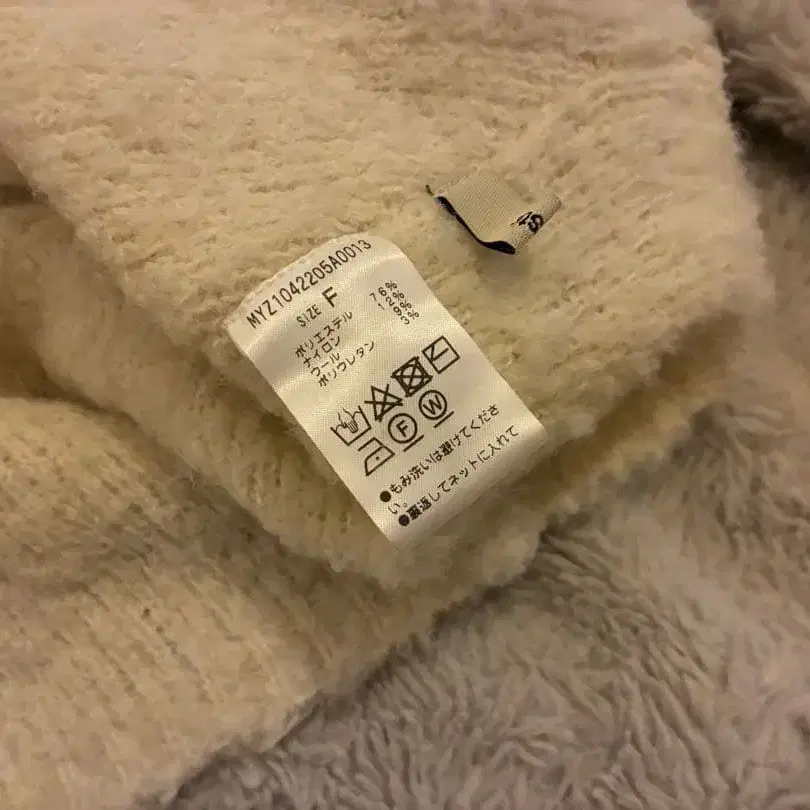 MYZ1042205A0013
SIZE F
ポリエステル 76%
ナイロン 12%
ウール 9%
ポリウレタン 3%
F W
●もみ洗いは避けてくださ
い。
●裏返してネットに入れて